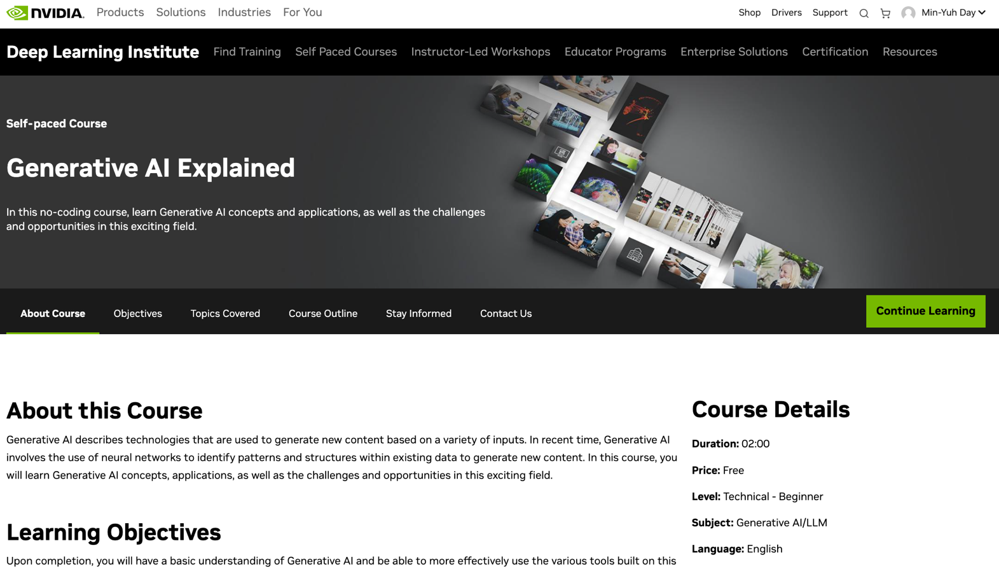 NVIDIA.
Products
Solutions
Industries
For You
Shop
Drivers
Support
Min-Yuh Day
Deep Learning Institute
Find Training
Self Paced Courses
Instructor-Led Workshops
Educator Programs
Enterprise Solutions
Certification
Resources
Self-paced Course
Generative AI Explained
In this no-coding course, learn Generative AI concepts and applications, as well as the challenges
and opportunities in this exciting field.
About Course
Objectives
Topics Covered
Course Outline
Stay Informed
Contact Us
Continue Learning
About this Course
Generative AI describes technologies that are used to generate new content based on a variety of inputs. In recent time, Generative AI
involves the use of neural networks to identify patterns and structures within existing data to generate new content. In this course, you
will learn Generative AI concepts, applications, as well as the challenges and opportunities in this exciting field.
Learning Objectives
Upon completion, you will have a basic understanding of Generative AI and be able to more effectively use the various tools built on this
Course Details
Duration: 02:00
Price: Free
Level: Technical - Beginner
Subject: Generative AI/LLM
Language: English